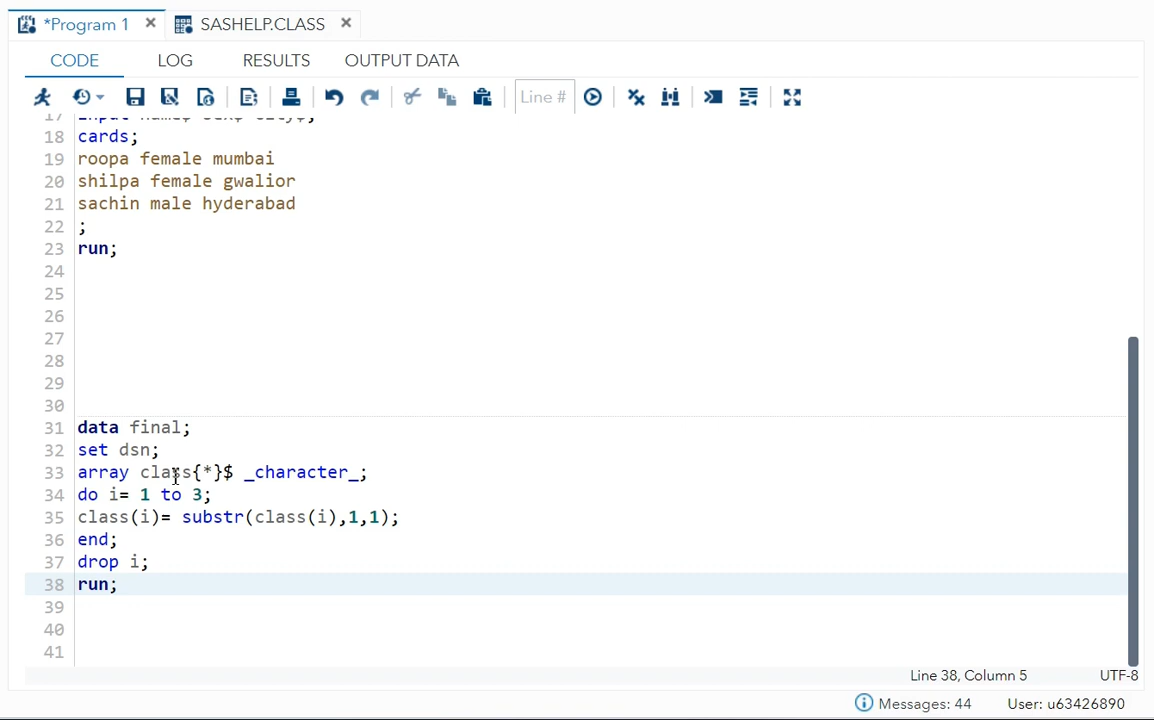 *Program 1 × SASHELP.CLASS ×
CODE LOG RESULTS OUTPUT DATA
Line #
17 input name$ sex$ city$;
18 cards;
19 roopa female mumbai
20 shilpa female gwalior
21 sachin male hyderabad
22 ;
23 run;
24
25
26
27
28
29
30
31 data final;
32 set dsn;
33 array class{*}$ _character_;
34 do i= 1 to 3;
35 class(i)= substr(class(i),1,1);
36 end;
37 drop i;
38 run;
39
40
41
Line 38, Column 5 UTF-8
Messages: 44 User: u63426890